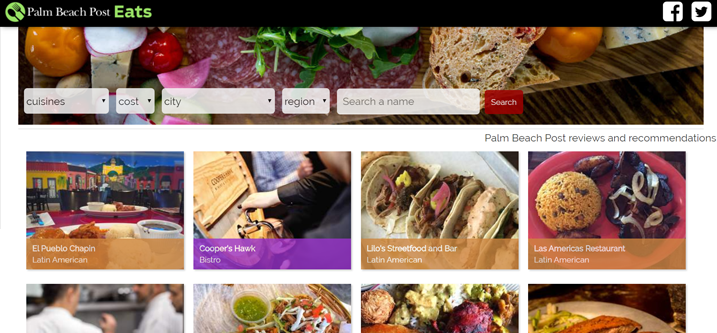 Palm Beach Post Eats
cuisines cost city region Search a name Search
Palm Beach Post reviews and recommendations
El Pueblo Chapin
Latin American
Cooper's Hawk
Bistro
Lilo's Streetfood and Bar
Latin American
Las Americas Restaurant
Latin American